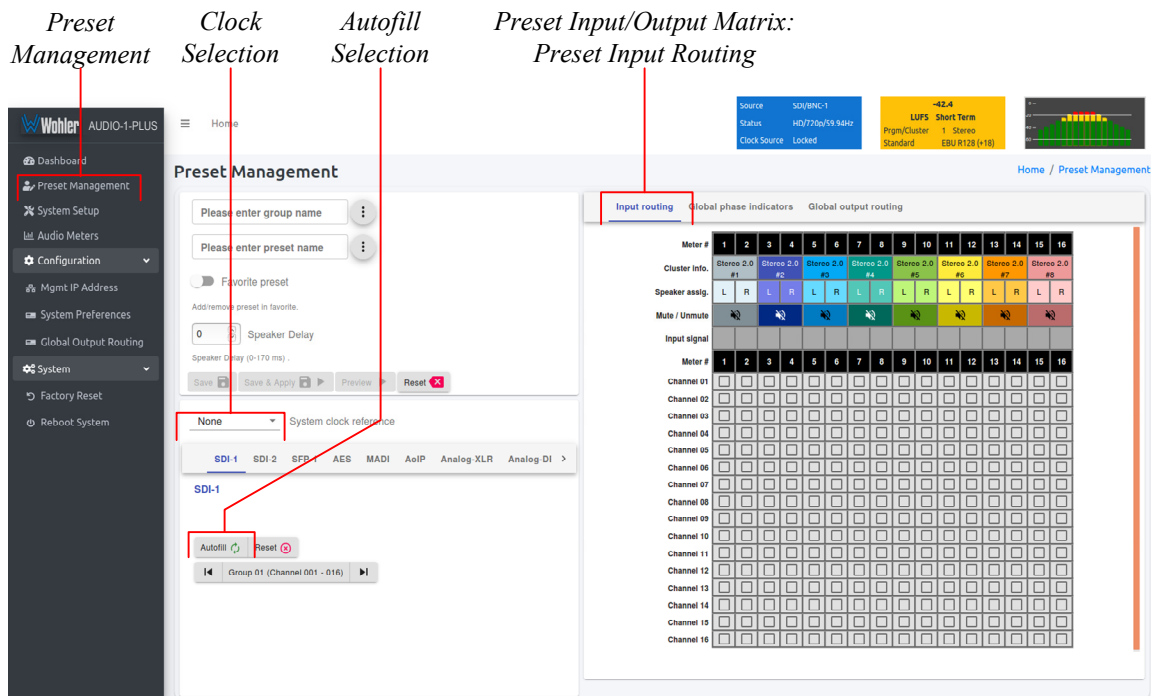 Preset Management
Clock Selection
Autofill Selection
Preset Input/Output Matrix:
Preset Input Routing
Wohler AUDIO-1-PLUS
Home
Source SDI/BNC-1
Status HD/720p/59.94Hz
Clock Source Locked
-42.4
LUFS Short Term
Prgm/Cluster 1 Stereo
Standard EBU R128 (+18)
Dashboard
Preset Management
System Setup
Audio Meters
Configuration
Mgmt IP Address
System Preferences
Global Output Routing
System
Factory Reset
Reboot System
Preset Management
Home / Preset Management
Please enter group name
Please enter preset name
Favorite preset
Add/remove preset in favorite.
0 Speaker Delay
Speaker Delay (0-170 ms) .
Save Save & Apply Preview Reset
None System clock reference
SDI-1 SDI-2 SFP-1 AES MADI AoIP Analog-XLR Analog-DI
SDI-1
Autofill Reset
Group 01 (Channel 001 - 016)
Input routing Global phase indicators Global output routing
Meter # 1 2 3 4 5 6 7 8 9 10 11 12 13 14 15 16
Cluster info. Stereo 2.0 #1 Stereo 2.0 #2 Stereo 2.0 #3 Stereo 2.0 #4 Stereo 2.0 #5 Stereo 2.0 #6 Stereo 2.0 #7 Stereo 2.0 #8
Speaker assig. L R L R L R L R L R L R L R L R
Mute / Unmute
Input signal
Meter # 1 2 3 4 5 6 7 8 9 10 11 12 13 14 15 16
Channel 01
Channel 02
Channel 03
Channel 04
Channel 05
Channel 06
Channel 07
Channel 08
Channel 09
Channel 10
Channel 11
Channel 12
Channel 13
Channel 14
Channel 15
Channel 16